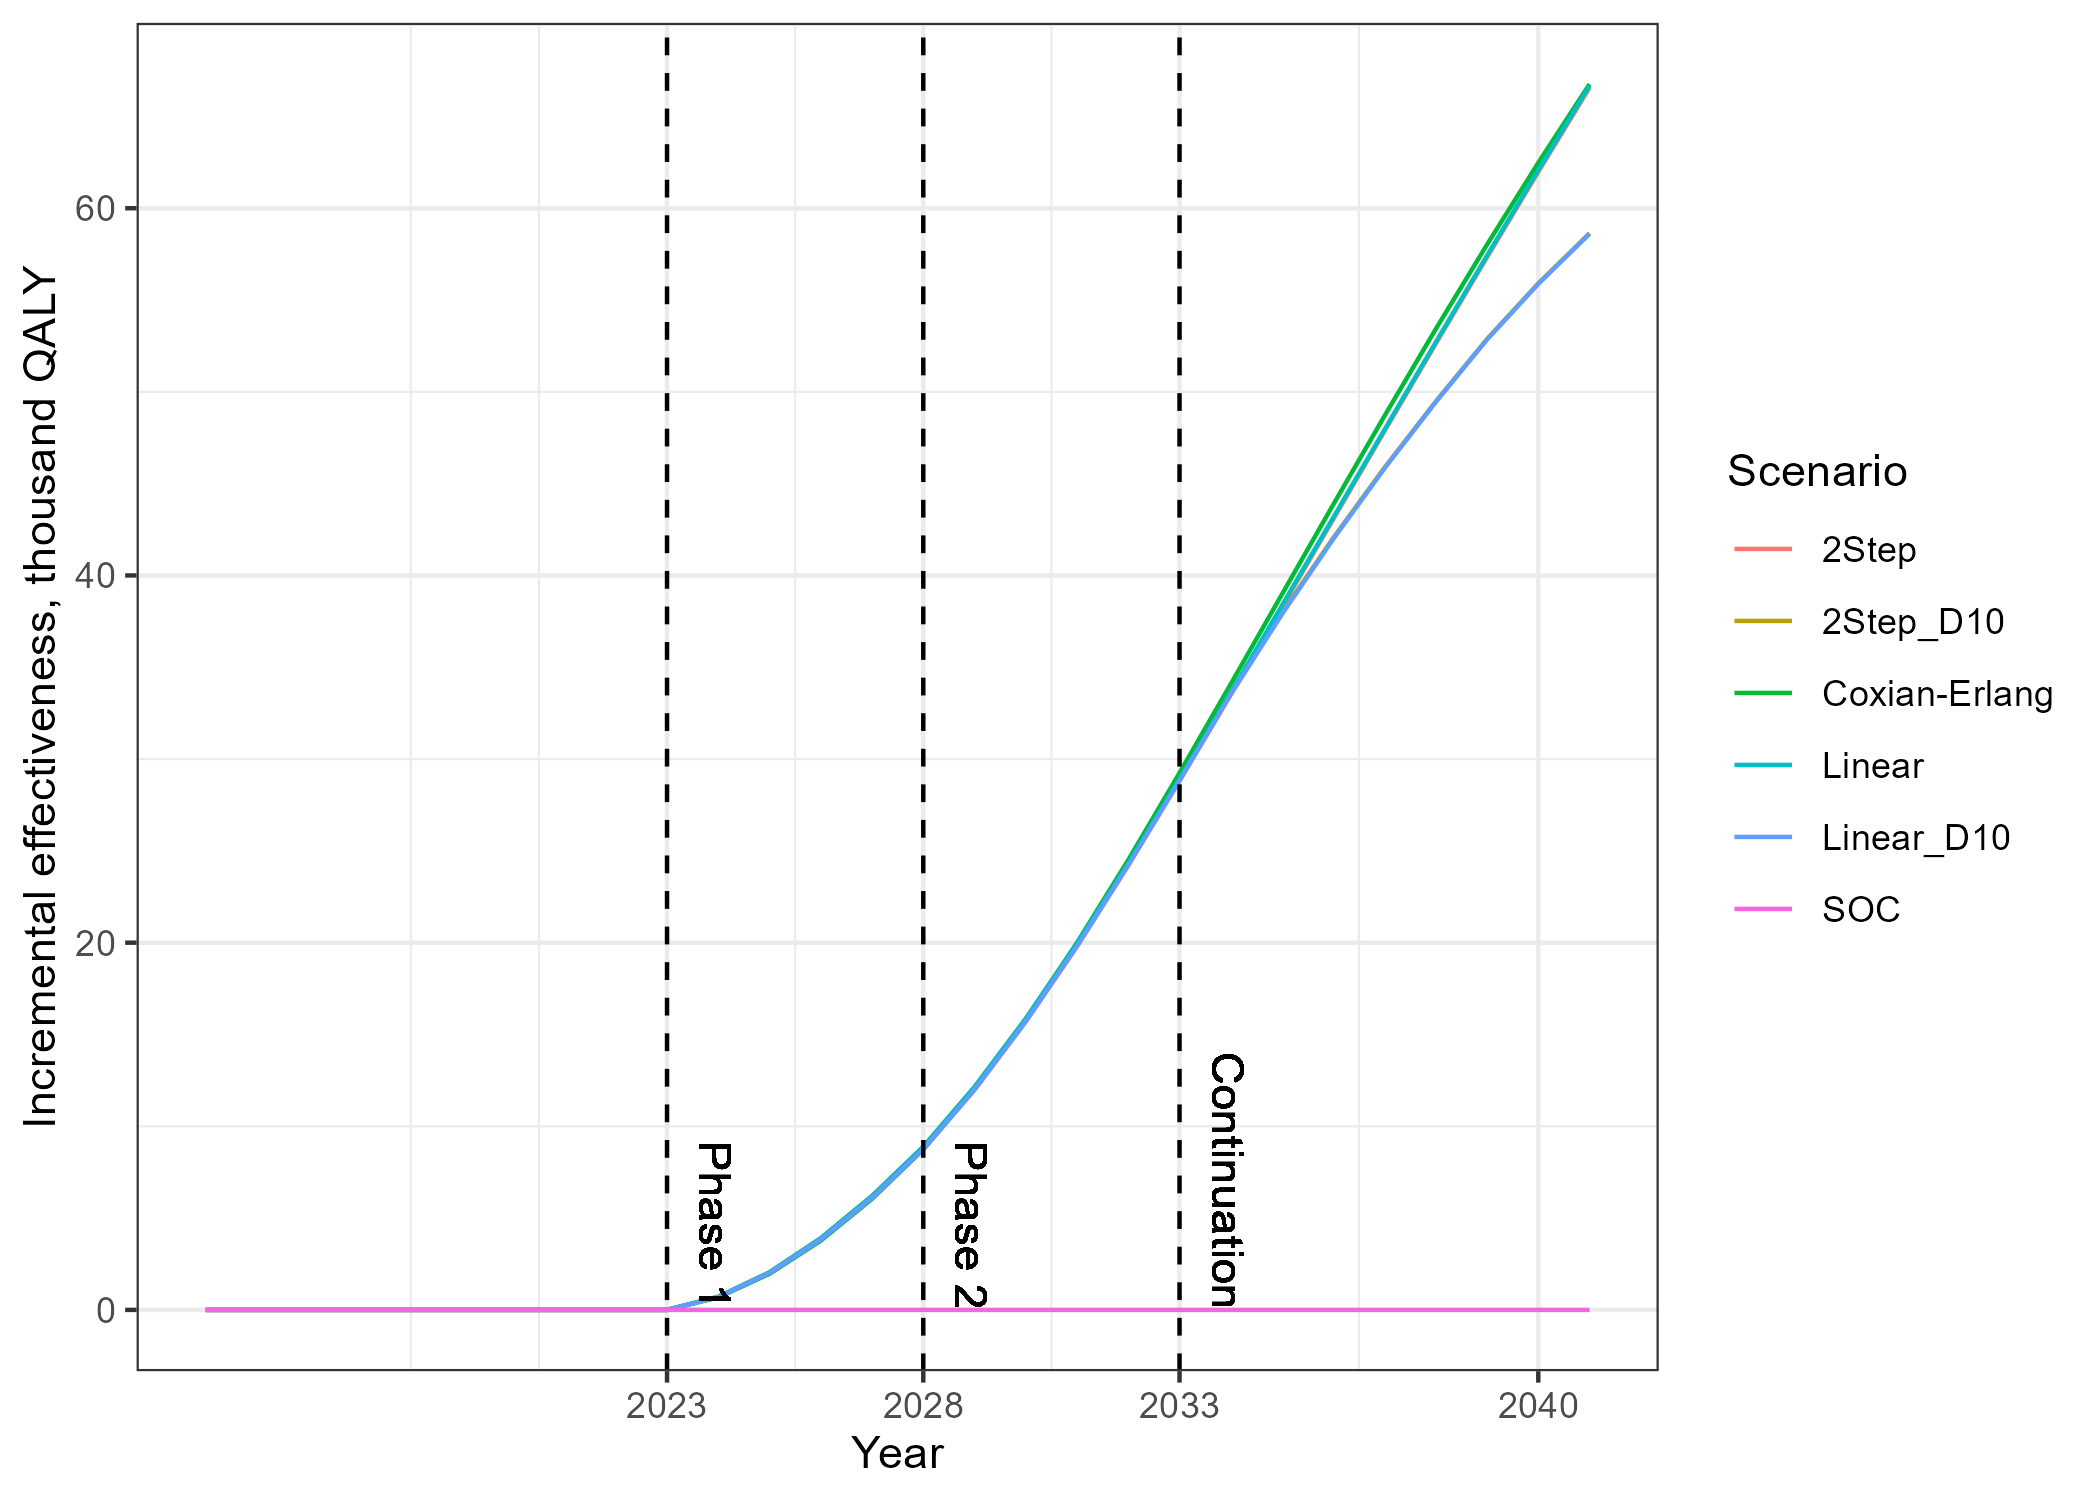 Incremental effectiveness, thousand QALY
60
40
20
0
Phase 1
Phase 2
Continuation
2023
2028
2033
2040
Year
Scenario
2Step
2Step_D10
Coxian-Erlang
Linear
Linear_D10
SOC